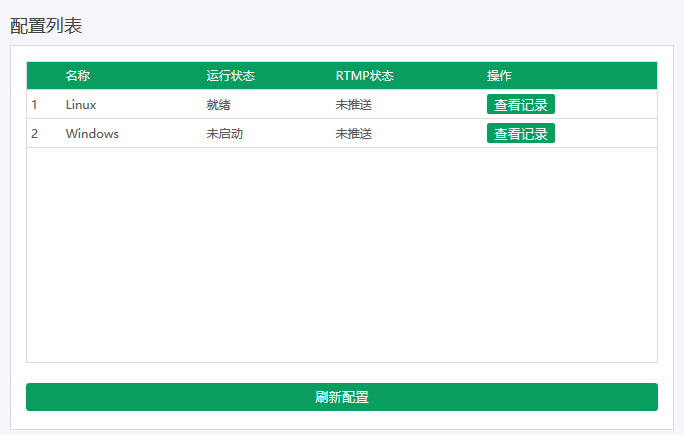 配置列表
名称 运行状态 RTMP状态 操作
1 Linux 就绪 未推送 查看记录
2 Windows 未启动 未推送 查看记录
刷新配置